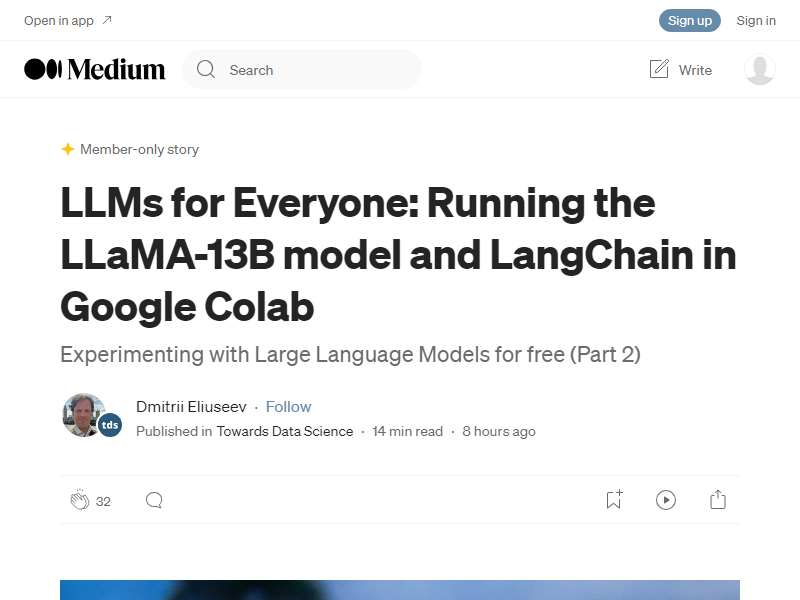 Open in app
Sign up
Sign in
Medium
Search
Write
Member-only story
LLMs for Everyone: Running the
LLaMA-13B model and LangChain in
Google Colab
Experimenting with Large Language Models for free (Part 2)
Dmitrii Eliuseev · Follow
tds
Published in Towards Data Science · 14 min read · 8 hours ago
32